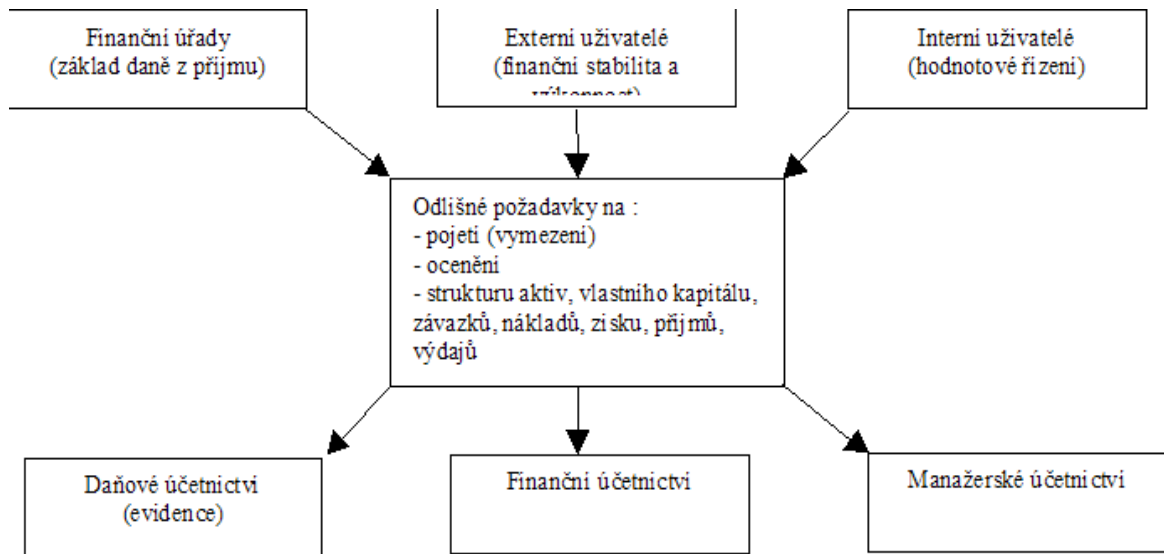 Finanční úřady
(základ daně z příjmu)
Externí uživatelé
(finanční stabilita a
výkonnost)
Interní uživatelé
(hodnotové řízení)
Odlišné požadavky na :
- pojetí (vymezení)
- ocenění
- strukturu aktiv, vlastního kapitálu,
závazků, nákladů, zisku, příjmů,
výdajů
Daňové účetnictví
(evidence)
Finanční účetnictví
Manažerské účetnictví